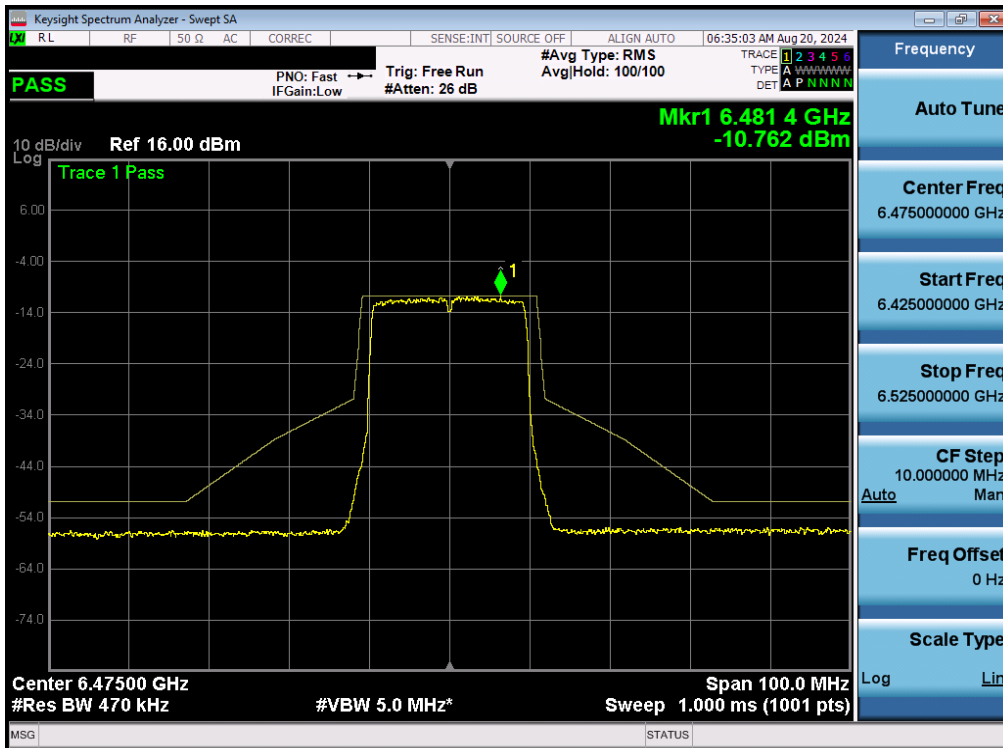 Keysight Spectrum Analyzer - Swept SA
LXI RL RF 50 Ω AC CORREC SENSE:INT SOURCE OFF ALIGN AUTO 06:35:03 AM Aug 20, 2024
PASS
PNO: Fast
IFGain:Low
Trig: Free Run
#Atten: 26 dB
#Avg Type: RMS
Avg|Hold: 100/100
TRACE 1 2 3 4 5 6
TYPE A WWWWW
DET A P N N N N
Mkr1 6.481 4 GHz
-10.762 dBm
10 dB/div Ref 16.00 dBm
Log
Trace 1 Pass
1
6.00
-4.00
-14.0
-24.0
-34.0
-44.0
-54.0
-64.0
-74.0
Center 6.47500 GHz Span 100.0 MHz
#Res BW 470 kHz #VBW 5.0 MHz* Sweep 1.000 ms (1001 pts)
MSG STATUS
Frequency
Auto Tune
Center Freq
6.475000000 GHz
Start Freq
6.425000000 GHz
Stop Freq
6.525000000 GHz
CF Step
10.000000 MHz
Auto Man
Freq Offset
0 Hz
Scale Type
Log Lin